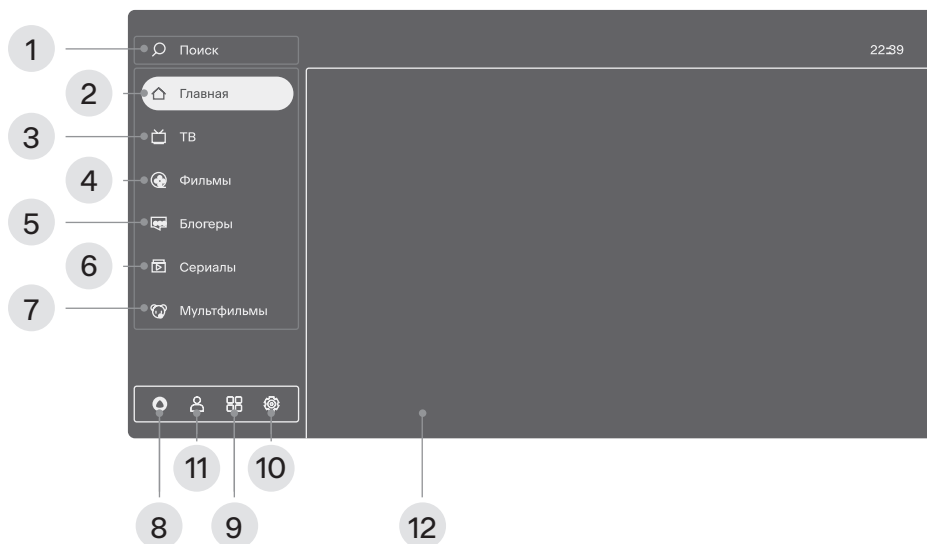 1
Поиск
22:39
2
Главная
3
ТВ
4
Фильмы
5
Блогеры
6
Сериалы
7
Мультфильмы
11
10
8
9
12